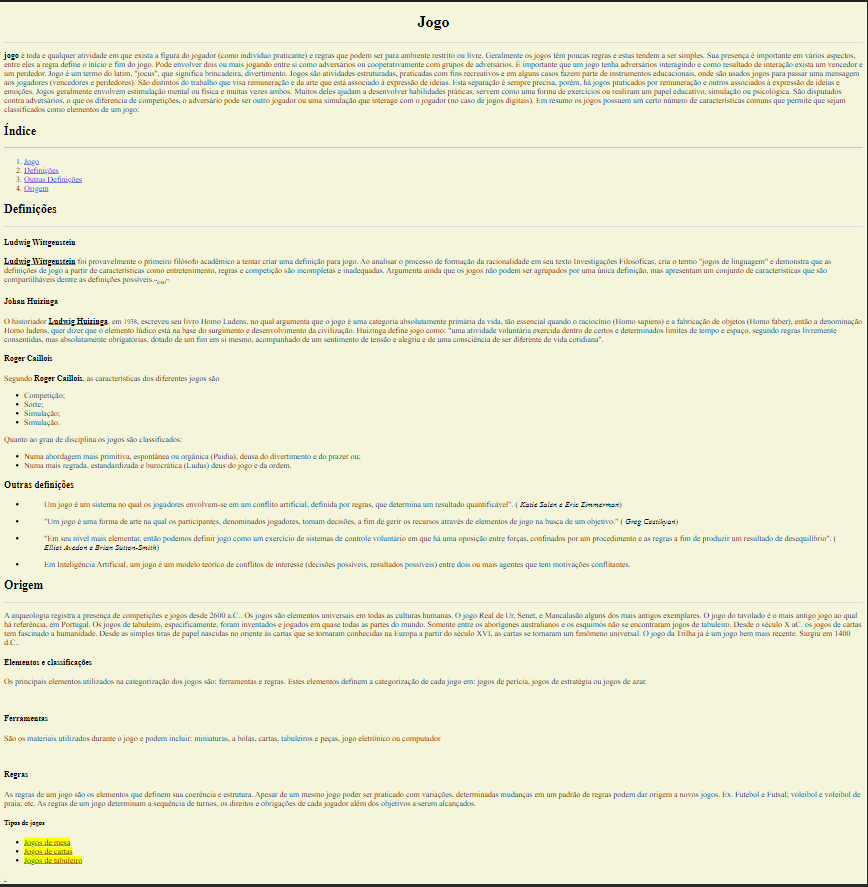 Jogo
jogo é toda e qualquer atividade em que exista a figura do jogador (como indivíduo praticante) e regras que podem ser para ambiente restrito ou livre. Geralmente os jogos têm poucas regras e estas tendem a ser simples. Sua presença é importante em vários aspectos,
entre eles a regra define o início e fim do jogo. Pode envolver dois ou mais jogando entre si como adversários ou cooperativamente com grupos de adversários. É importante que um jogo tenha adversários interagindo e como resultado de interação exista um vencedor e
um perdedor. Jogo é um termo do latim, "jocus", que significa brincadeira, divertimento. Jogos são atividades estruturadas, praticadas com fins recreativos e em alguns casos fazem parte de instrumentos educacionais, onde são usados jogos para passar uma mensagem
aos jogadores (vencedores e perdedores). São distintos do trabalho que visa remuneração e da arte que está associado à expressão de ideias. Esta separação é sempre precisa, porém, há jogos praticados por remuneração e outros associados à expressão de ideias e
emoções. Jogos geralmente envolvem estimulação mental ou física e muitas vezes ambos. Muitos deles ajudam a desenvolver habilidades práticas, servem como uma forma de exercícios ou realizam um papel educativo, simulação ou psicológica. São disputados
contra adversários, o que os diferencia de competições, o adversário pode ser outro jogador ou uma simulação que interage com o jogador (no caso de jogos digitais). Em resumo os jogos possuem um certo número de características comuns que permite que sejam
classificados como elementos de um jogo:
Índice
1. Jogo
2. Definições
3. Outras Definições
4. Origem
Definições
Ludwig Wittgenstein
Ludwig Wittgenstein foi provavelmente o primeiro filósofo acadêmico a tentar criar uma definição para jogo. Ao analisar o processo de formação da racionalidade em seu texto Investigações Filosóficas, cria o termo "jogos de linguagem" e demonstra que as
definições de jogo a partir de características como entretenimento, regras e competição são incompletas e inadequadas. Argumenta ainda que os jogos não podem ser agrupados por uma única definição, mas apresentam um conjunto de características que são
compartilháveis dentre as definições possíveis.
Johan Huizinga
O historiador Ludwig Huizinga, em 1938, escreveu seu livro Homo Ludens, no qual argumenta que o jogo é uma categoria absolutamente primária da vida, tão essencial quando o raciocínio (Homo sapiens) e a fabricação de objetos (Homo faber), então a denominação
Homo ludens, quer dizer que o elemento lúdico está na base do surgimento e desenvolvimento da civilização. Huizinga define jogo como: "uma atividade voluntária exercida dentro de certos e determinados limites de tempo e espaço, segundo regras livremente
consentidas, mas absolutamente obrigatórias, dotado de um fim em si mesmo, acompanhado de um sentimento de tensão e alegria e de uma consciência de ser diferente de vida cotidiana".
Roger Caillois
Segundo Roger Caillois, as características dos diferentes jogos são
• Competição;
• Sorte;
• Simulação;
• Simulação.
Quanto ao grau de disciplina os jogos são classificados:
• Numa abordagem mais primitiva, espontânea ou orgânica (Paidia), deusa do divertimento e do prazer ou;
• Numa mais regrada, estandardizada e burocrática (Ludus) deus do jogo e da ordem.
Outras definições
• Um jogo é um sistema no qual os jogadores envolvem-se em um conflito artificial, definida por regras, que determina um resultado quantificável". ( Katie Salen e Eric Zimmerman)
• "Um jogo é uma forma de arte na qual os participantes, denominados jogadores, tomam decisões, a fim de gerir os recursos através de elementos de jogo na busca de um objetivo." ( Greg Costikyan)
• "Em seu nível mais elementar, então podemos definir jogo como um exercício de sistemas de controle voluntário em que há uma oposição entre forças, confinados por um procedimento e as regras a fim de produzir um resultado de desequilíbrio". (
Elliot Avedon e Brian Sutton-Smith)
• Em Inteligência Artificial, um jogo é um modelo teórico de conflitos de interesse (decisões possíveis, resultados possíveis) entre dois ou mais agentes que tem motivações conflitantes.
Origem
A arqueologia registra a presença de competições e jogos desde 2600 a.C.. Os jogos são elementos universais em todas as culturas humanas. O jogo Real de Ur, Senet, e Mancalasão alguns dos mais antigos exemplares. O jogo do tavolado é o mais antigo jogo ao qual
há referência, em Portugal. Os jogos de tabuleiro, especificamente, foram inventados e jogados em quase todas as partes do mundo. Somente entre os aborígenes australianos e os esquimós não se encontraram jogos de tabuleiro. Desde o século X aC. os jogos de cartas
tem fascinado a humanidade. Desde as simples tiras de papel nascidas no oriente às cartas que se tornaram conhecidas na Europa a partir do século XVI, as cartas se tornaram um fenômeno universal. O jogo da Trilha já é um jogo bem mais recente. Surgiu em 1400
d.C..
Elementos e classificações
Os principais elementos utilizados na categorização dos jogos são: ferramentas e regras. Estes elementos definem a categorização de cada jogo em: jogos de perícia, jogos de estratégia ou jogos de azar.
Ferramentas
São os materiais utilizados durante o jogo e podem incluir: miniaturas, a bolas, cartas, tabuleiros e peças, jogo eletrônico ou computador
Regras
As regras de um jogo são os elementos que definem sua coerência e estrutura. Apesar de um mesmo jogo poder ser praticado com variações, determinadas mudanças em um padrão de regras podem dar origem a novos jogos. Ex. Futebol e Futsal; voleibol e voleibol de
praia; etc. As regras de um jogo determinam a sequência de turnos, os direitos e obrigações de cada jogador além dos objetivos a serem alcançados.
Tipos de jogos
• Jogos de mesa
• Jogos de cartas
• Jogos de tabuleiro